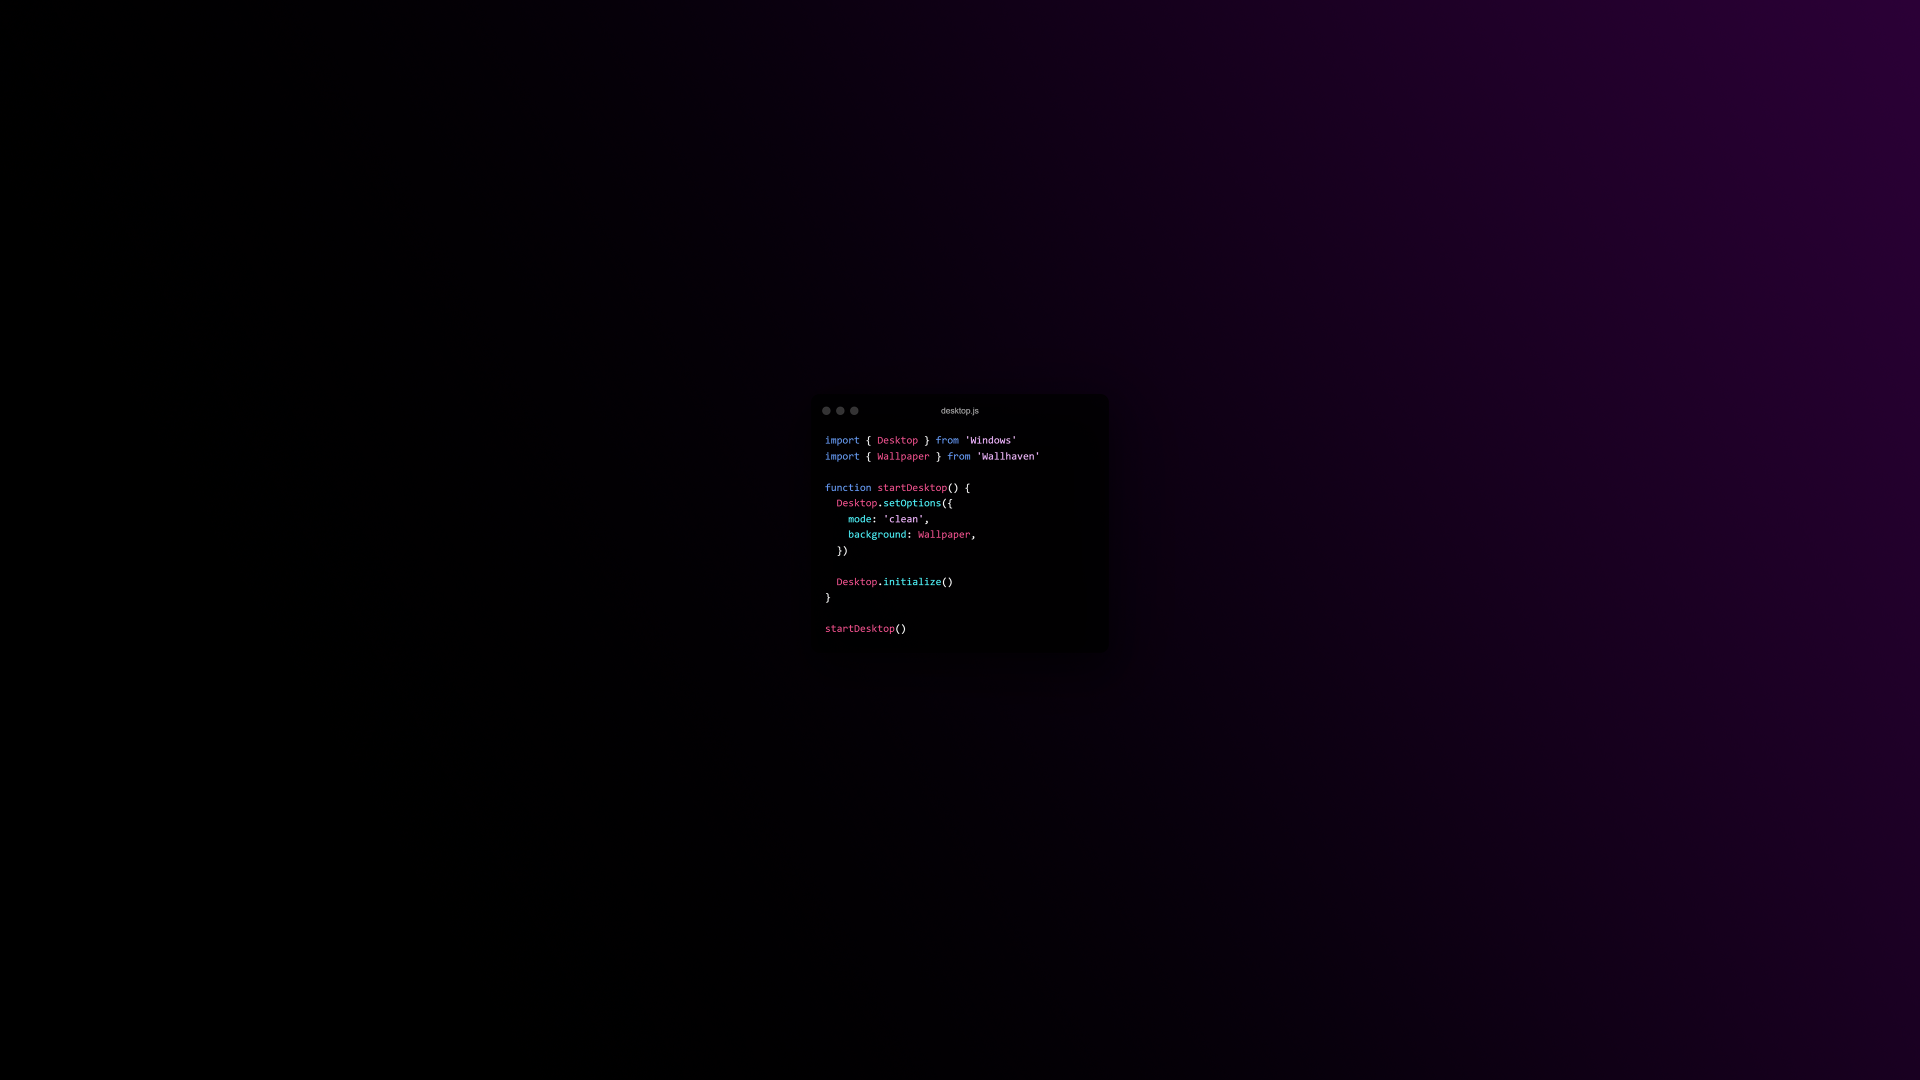 desktop.js
import { Desktop } from 'Windows'
import { Wallpaper } from 'Wallhaven'

function startDesktop() {
  Desktop.setOptions({
    mode: 'clean',
    background: Wallpaper,
  })

  Desktop.initialize()
}

startDesktop()